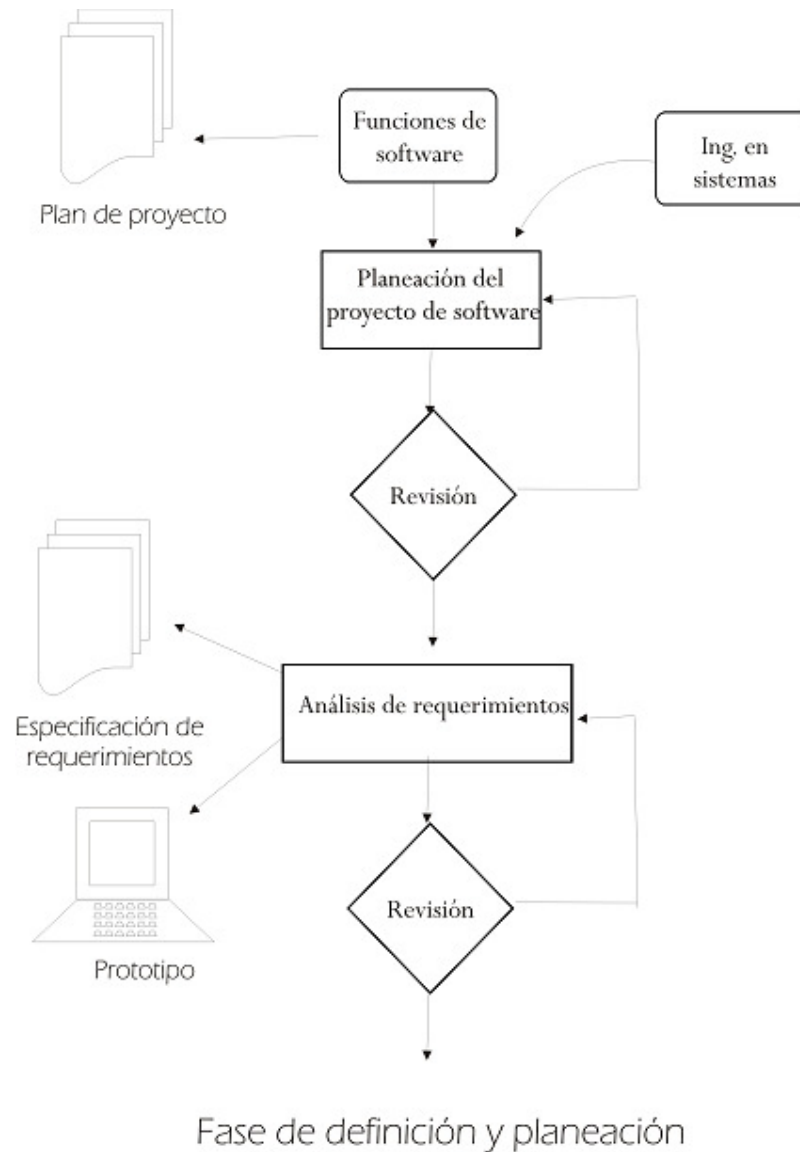 Funciones de
software
Ing. en
sistemas
Plan de proyecto
Planeación del
proyecto de software
Revisión
Análisis de requerimientos
Especificación de
requerimientos
Revisión
Prototipo
Fase de definición y planeación